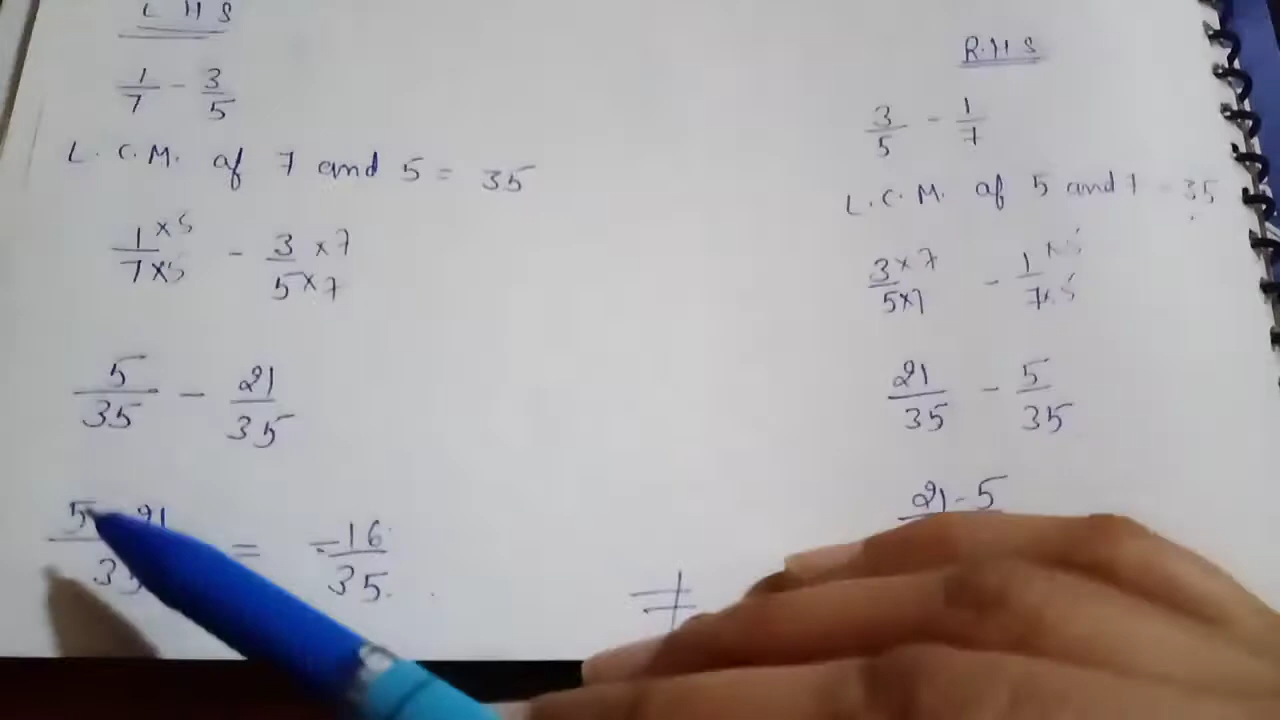 L H S
1/7 - 3/5
L. C. M. of 7 and 5 = 35
1×5/7×5 - 3×7/5×7
5/35 - 21/35
= -16/35
≠
R.H S
3/5 - 1/7
L. C. M. of 5 and 7 = 35
3×7/5×7 - 1×5/7×5
21/35 - 5/35
21-5